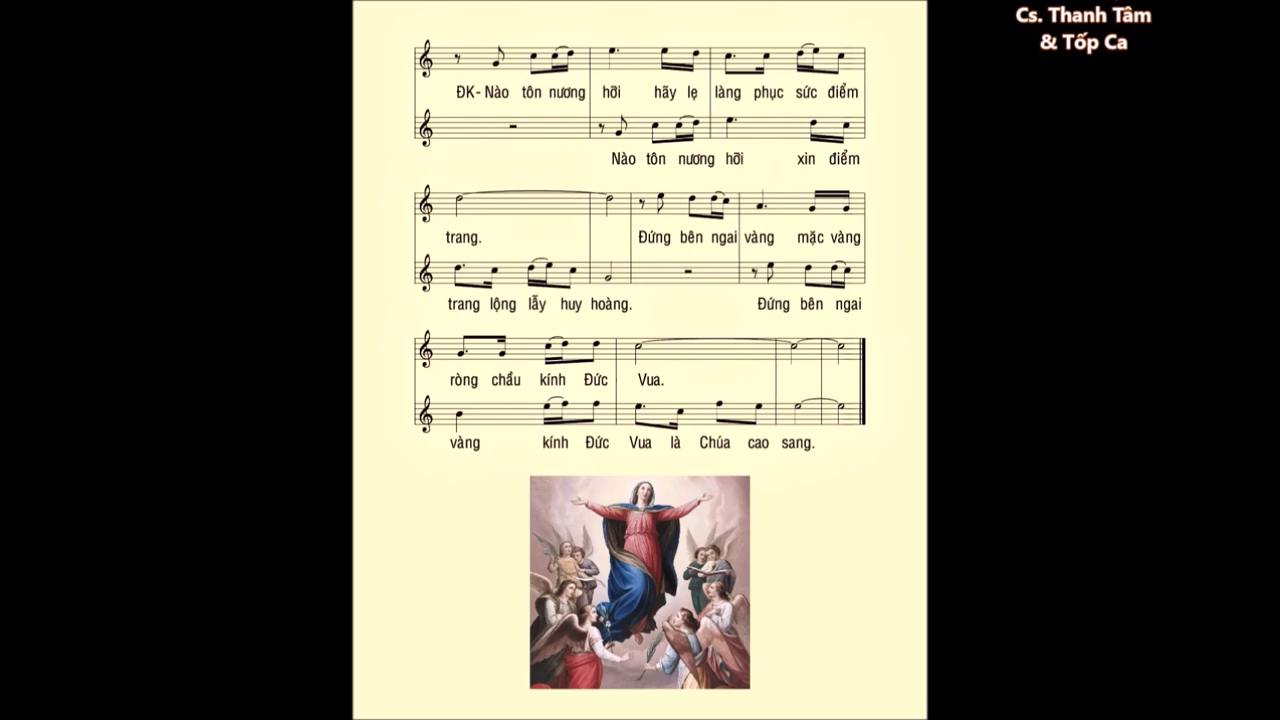 Cs. Thanh Tâm
& Tốp Ca
ĐK- Nào tôn nương hỡi hãy lẹ làng phục sức điểm
Nào tôn nương hỡi xin điểm
trang. Đứng bên ngai vàng mặc vàng
trang lộng lẫy huy hoàng. Đứng bên ngai
ròng chầu kính Đức Vua.
vàng kính Đức Vua là Chúa cao sang.